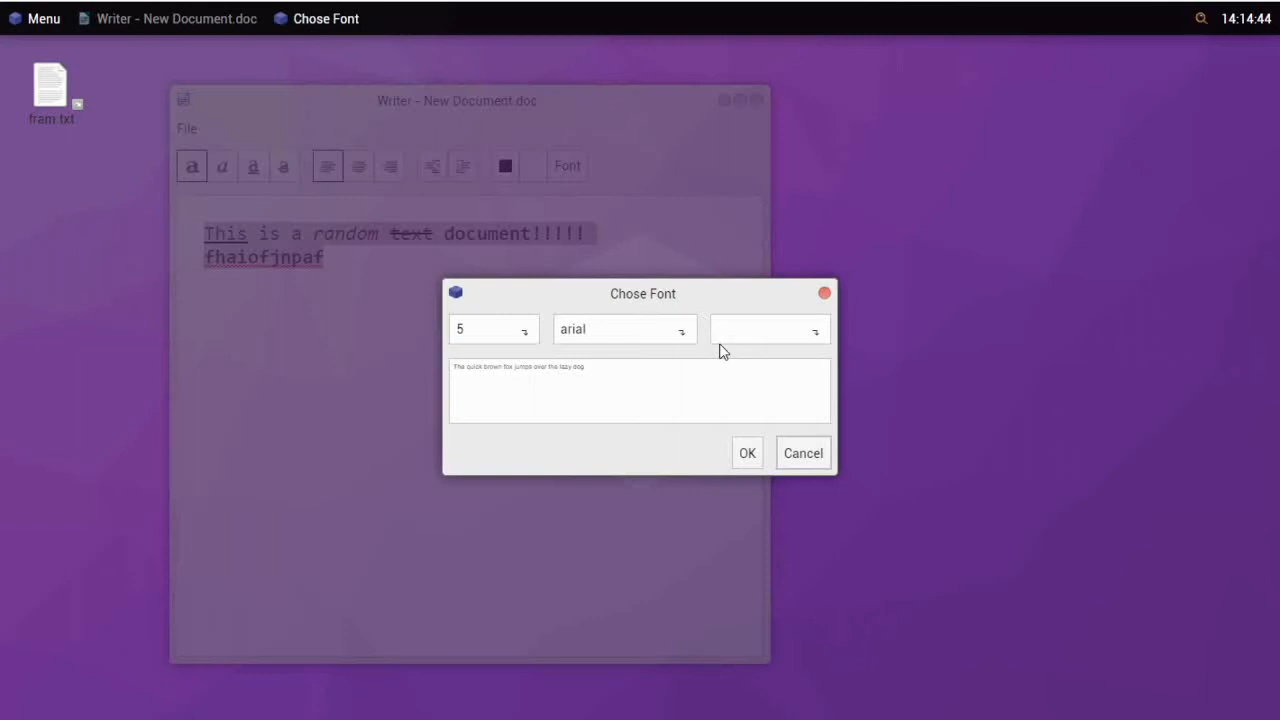 Menu Writer - New Document.doc Chose Font 14:14:44
fram.txt
Writer - New Document.doc
File
a a a a Font
This is a random text document!!!!!
fhaiofjnpaf
Chose Font
5 arial
The quick brown fox jumps over the lazy dog
OK Cancel